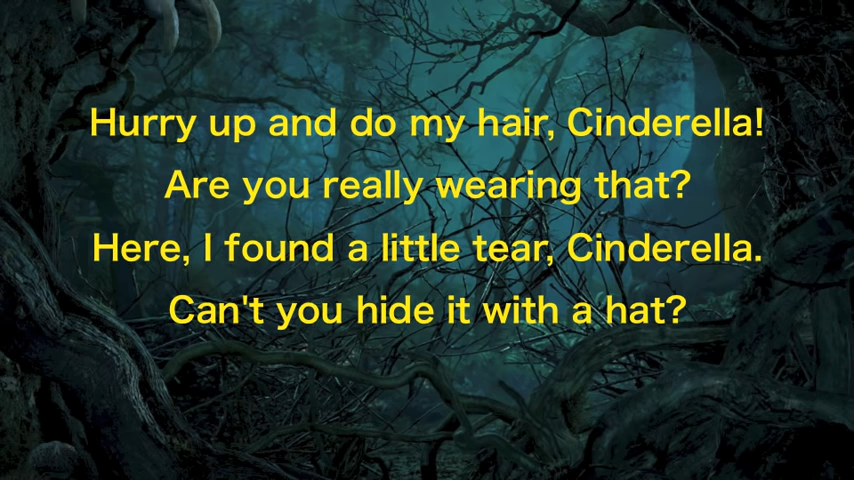 Hurry up and do my hair, Cinderella!
Are you really wearing that?
Here, I found a little tear, Cinderella.
Can't you hide it with a hat?